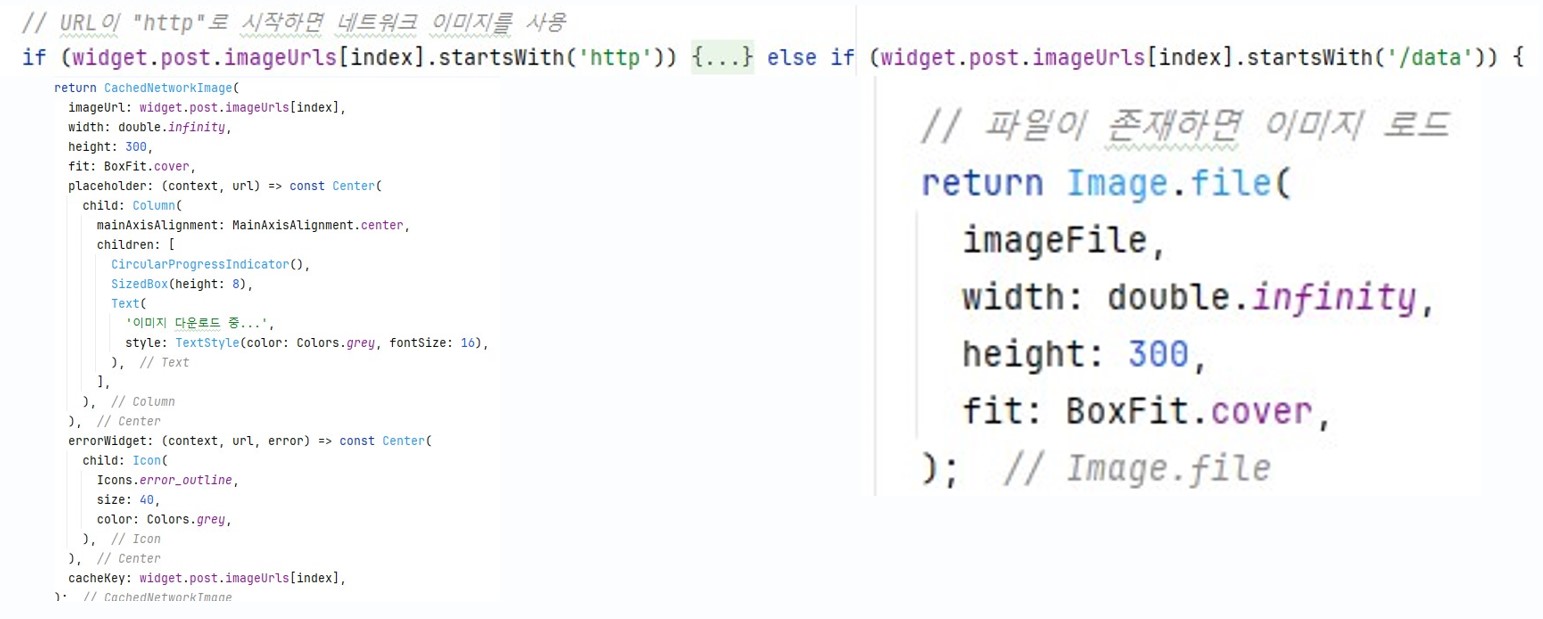 // URL이 "http"로 시작하면 네트워크 이미지를 사용
if (widget.post.imageUrls[index].startsWith('http')) {...} else if (widget.post.imageUrls[index].startsWith('/data')) {
return CachedNetworkImage(
imageUrl: widget.post.imageUrls[index],
width: double.infinity,
height: 300,
fit: BoxFit.cover,
placeholder: (context, url) => const Center(
child: Column(
mainAxisAlignment: MainAxisAlignment.center,
children: [
CircularProgressIndicator(),
SizedBox(height: 8),
Text(
'이미지 다운로드 중...',
style: TextStyle(color: Colors.grey, fontSize: 16),
), // Text
],
), // Column
), // Center
errorWidget: (context, url, error) => const Center(
child: Icon(
Icons.error_outline,
size: 40,
color: Colors.grey,
), // Icon
), // Center
cacheKey: widget.post.imageUrls[index],
); // CachedNetworkImage
// 파일이 존재하면 이미지 로드
return Image.file(
imageFile,
width: double.infinity,
height: 300,
fit: BoxFit.cover,
); // Image.file